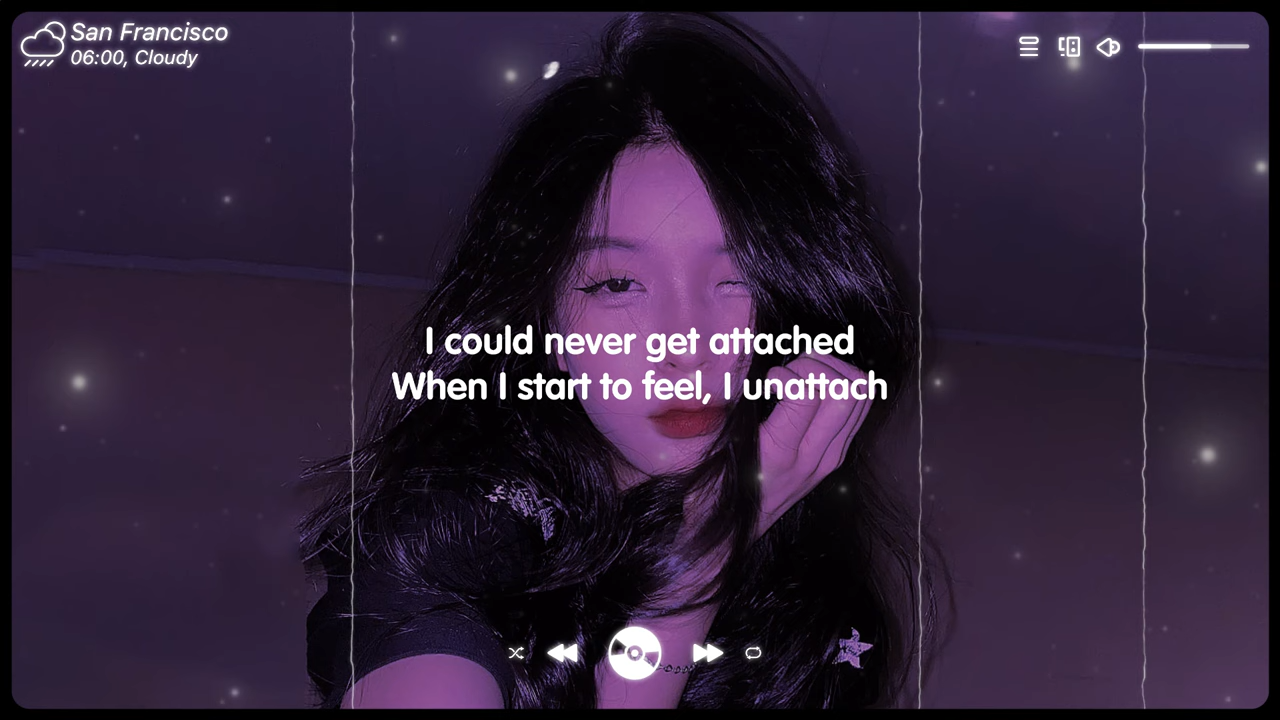 San Francisco
06:00, Cloudy
I could never get attached
When I start to feel, I unattach